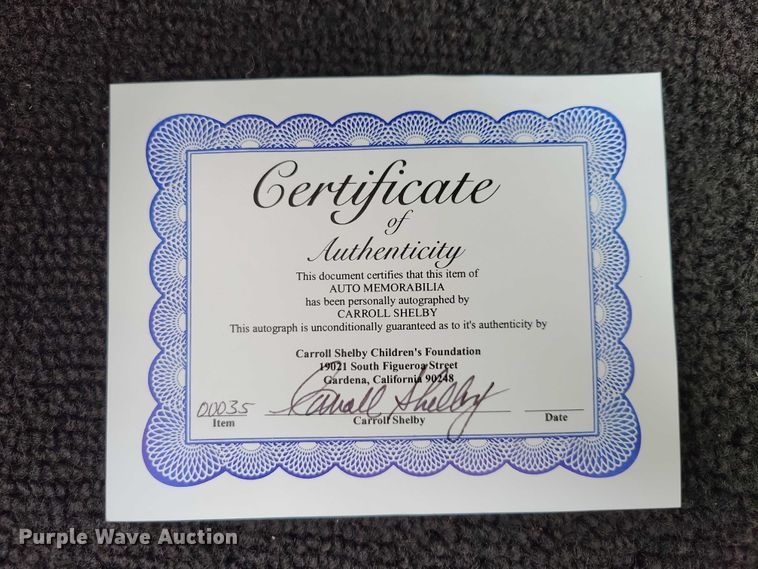 Certificate
of
Authenticity
This document certifies that this item of
AUTO MEMORABILIA
has been personally autographed by
CARROLL SHELBY
This autograph is unconditionally guaranteed as to it's authenticity by
Carroll Shelby Children's Foundation
19021 South Figueroa Street
Gardena, California 90248
00035 Carroll Shelby
Item Carroll Shelby Date
Purple Wave Auction